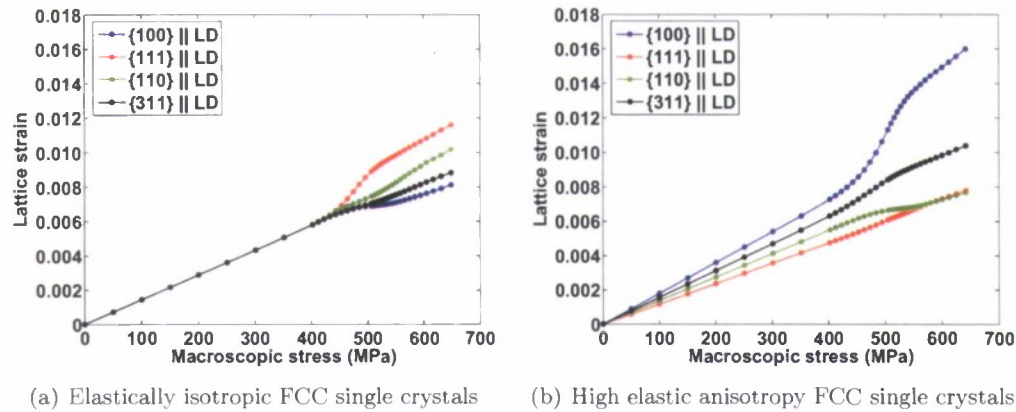 0.018
0.016
0.014
0.012
0.010
0.008
0.006
0.004
0.002
0
Lattice strain
{100} || LD
{111} || LD
{110} || LD
{311} || LD
0 100 200 300 400 500 600 700
Macroscopic stress (MPa)
(a) Elastically isotropic FCC single crystals
0.018
0.016
0.014
0.012
0.010
0.008
0.006
0.004
0.002
0
Lattice strain
{100} || LD
{111} || LD
{110} || LD
{311} || LD
0 100 200 300 400 500 600 700
Macroscopic stress (MPa)
(b) High elastic anisotropy FCC single crystals